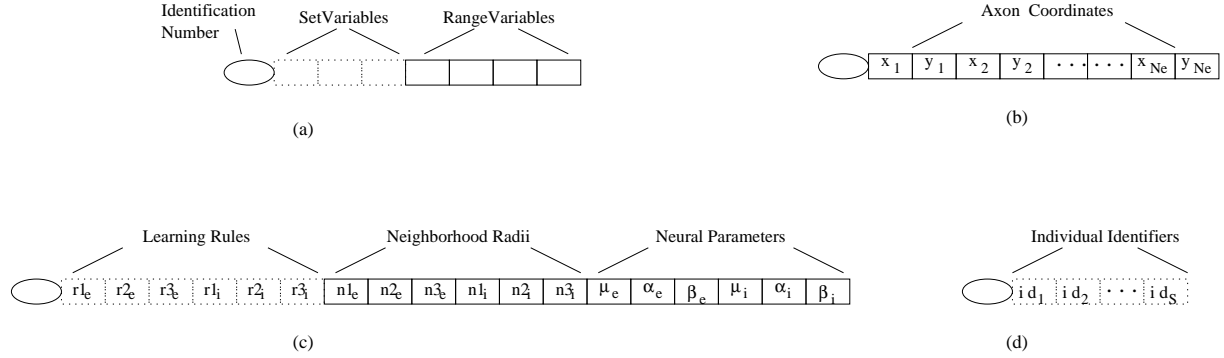 Identification
Number
SetVariables
RangeVariables
(a)
Axon Coordinates
x1 y1 x2 y2 ...... xNe yNe
(b)
Learning Rules
Neighborhood Radii
Neural Parameters
r1e r2e r3e r1i r2i r3i n1e n2e n3e n1i n2i n3i μe αe βe μi αi βi
(c)
Individual Identifiers
id1 id2 ... idS
(d)